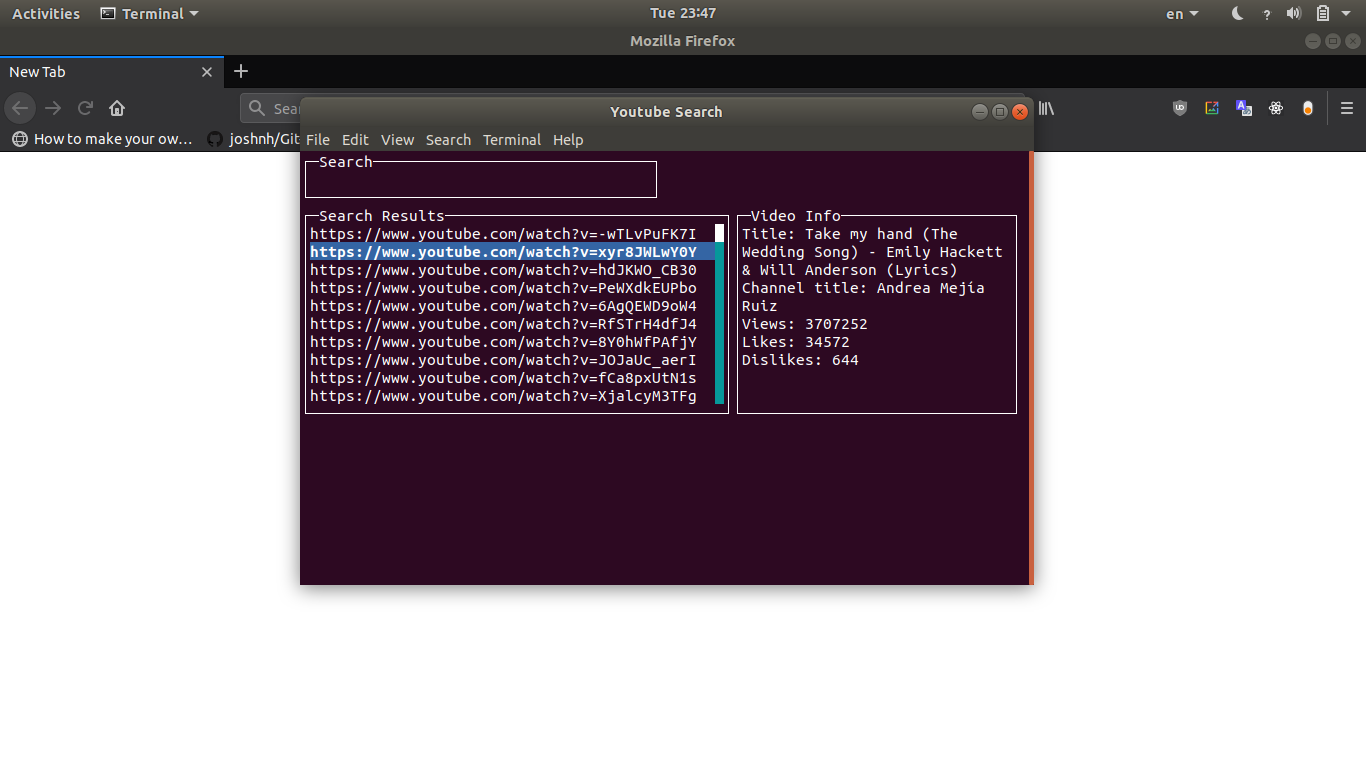 Activities Terminal Tue 23:47 en
Mozilla Firefox
New Tab
Sear
Youtube Search
How to make your ow… joshnh/Git
File Edit View Search Terminal Help
Search
Search Results
https://www.youtube.com/watch?v=-wTLvPuFK7I
https://www.youtube.com/watch?v=xyr8JWLwY0Y
https://www.youtube.com/watch?v=hdJKWO_CB30
https://www.youtube.com/watch?v=PeWXdkEUPbo
https://www.youtube.com/watch?v=6AgQEWD9oW4
https://www.youtube.com/watch?v=RfSTrH4dfJ4
https://www.youtube.com/watch?v=8Y0hWfPAfjY
https://www.youtube.com/watch?v=JOJaUc_aerI
https://www.youtube.com/watch?v=fCa8pxUtN1s
https://www.youtube.com/watch?v=XjalcyM3TFg
Video Info
Title: Take my hand (The
Wedding Song) - Emily Hackett
& Will Anderson (Lyrics)
Channel title: Andrea Mejía
Ruiz
Views: 3707252
Likes: 34572
Dislikes: 644